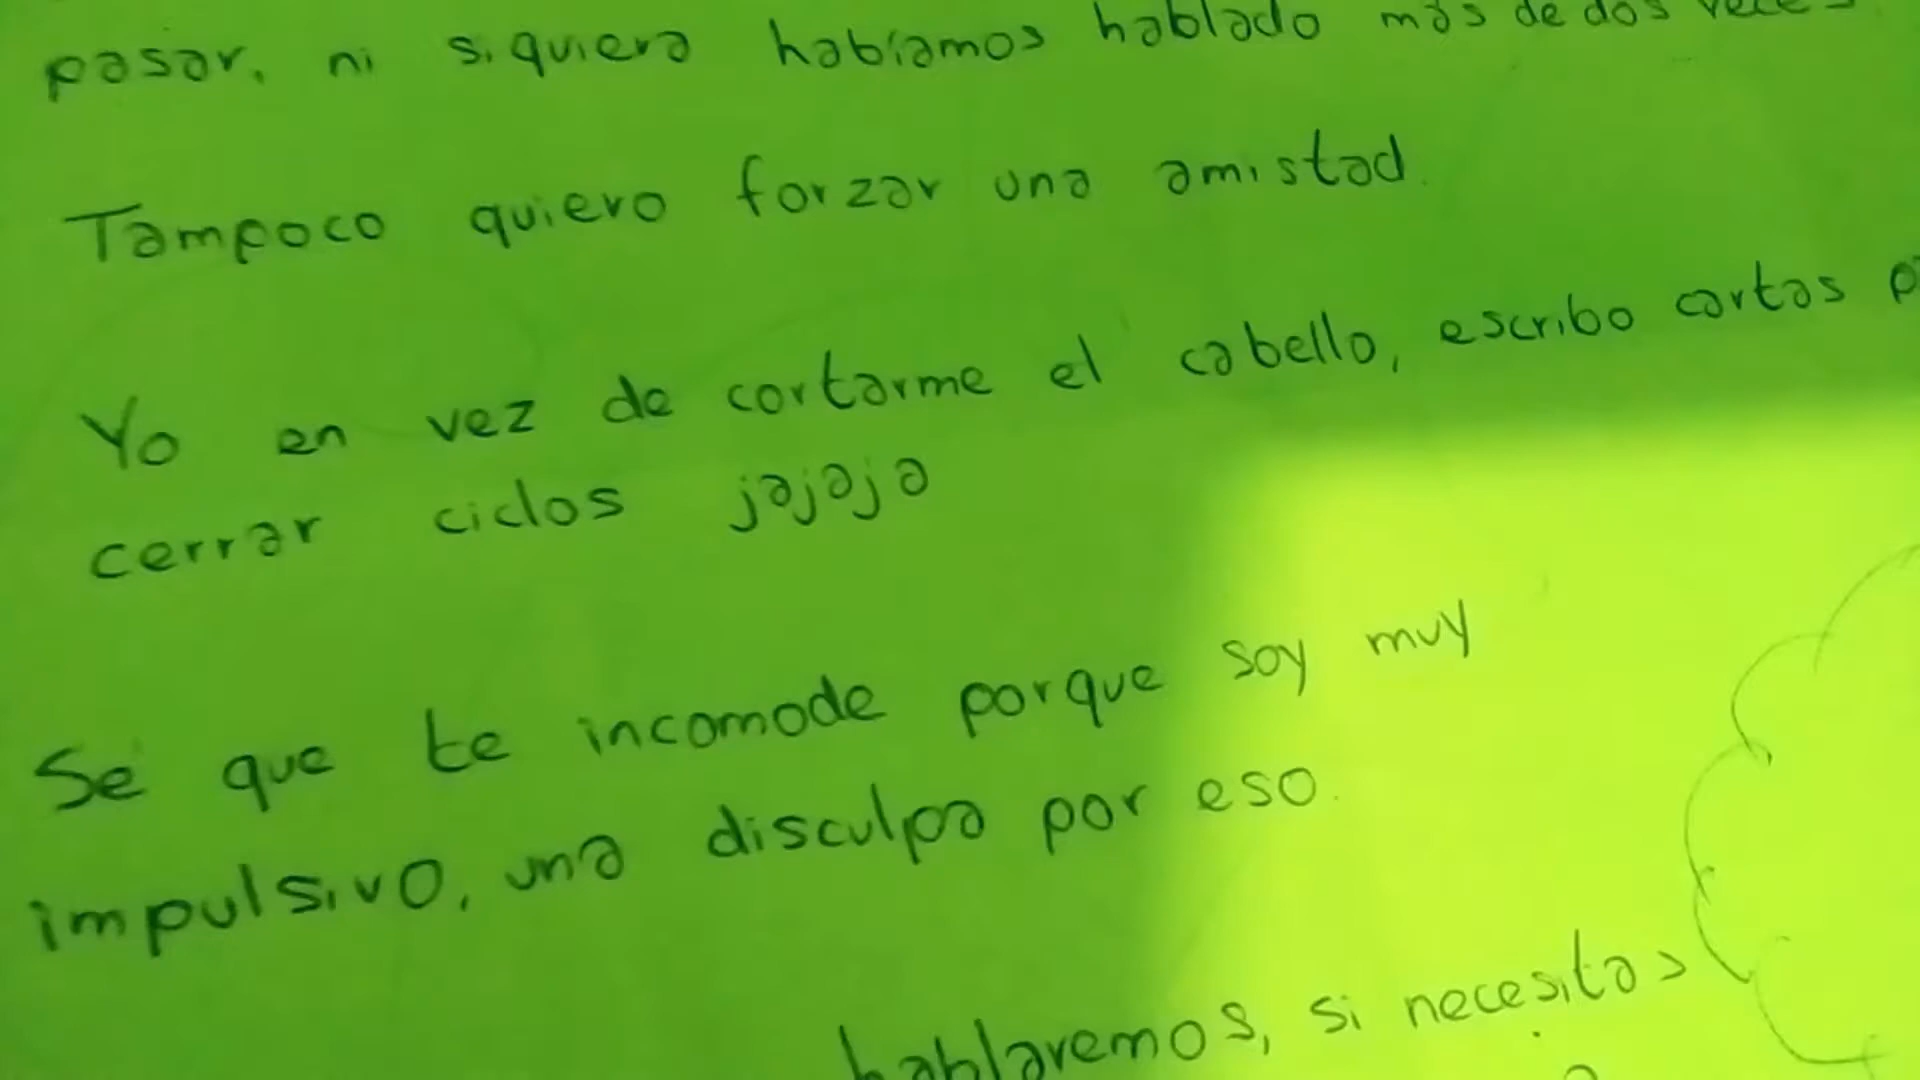 pasar, ni siquiera habíamos hablado más de dos veces
Tampoco quiero forzar una amistad.
Yo en vez de cortarme el cabello, escribo cartas
cerrar ciclos jajaja
Sé que te incomode porque soy muy
impulsivo, una disculpa por eso.
hablaremos, si necesitas